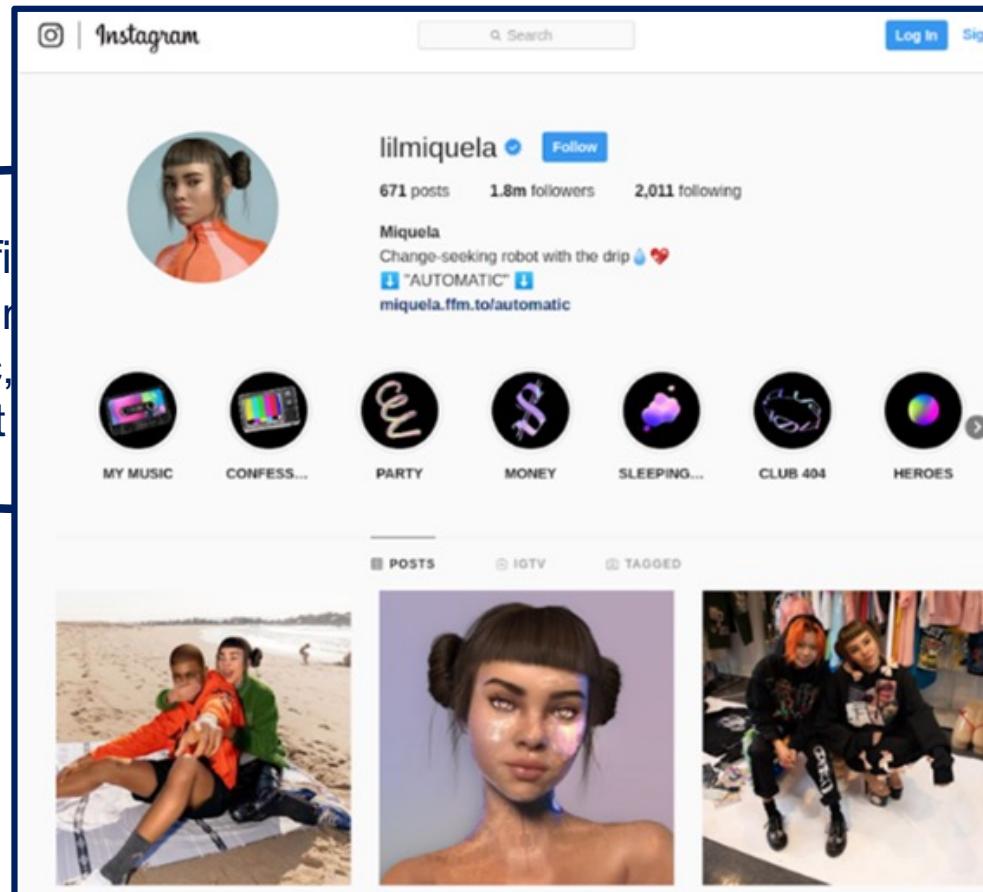 Instagram
Search
Log In
lilmiquela Follow
671 posts 1.8m followers 2,011 following
Miquela
Change-seeking robot with the drip💧💖
⬇️ "AUTOMATIC" ⬇️
miquela.ffm.to/automatic
MY MUSIC CONFESS... PARTY MONEY SLEEPING... CLUB 404 HEROES
POSTS IGTV TAGGED